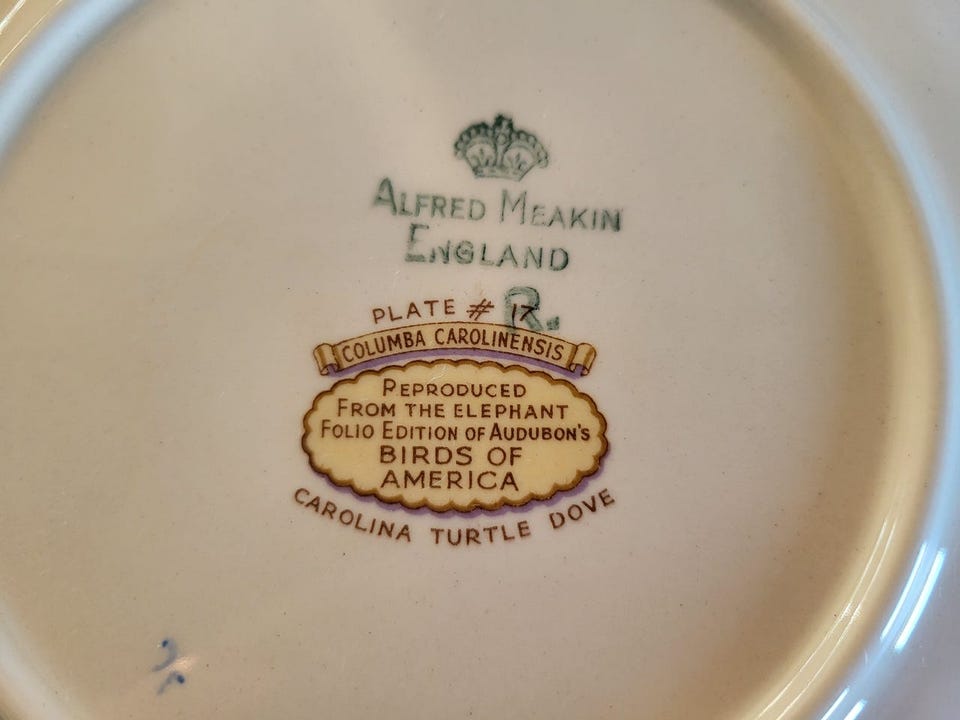 ALFRED MEAKIN
ENGLAND
R.
PLATE # 17
COLUMBA CAROLINENSIS
REPRODUCED
FROM THE ELEPHANT
FOLIO EDITION OF AUDUBON'S
BIRDS OF
AMERICA
CAROLINA TURTLE DOVE